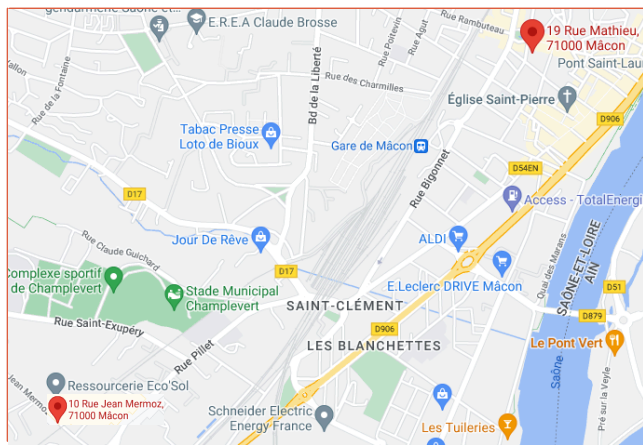 gendarmerie Saône et...
E.R.E.A Claude Brosse
Rue Rambuteau
19 Rue Mathieu,
71000 Mâcon
Pont Saint-Lau
Rue Poitevin
Rue Agut
Vallon
Rue de la Fontaine
Bd de la Liberté
Rue des Charmilles
Église Saint-Pierre
D906
Tabac Presse
Loto de Bioux
Gare de Mâcon
Rue Bigonnet
D54EN
D17
Access - TotalEnergi
Rue Claude Guichard
Jour De Rêve
ALDI
Quai des Marans
SAÔNE-ET-LOIRE
AIN
Complexe sportif
de Champlevert
D17
E.Leclerc DRIVE Mâcon
D51
Stade Municipal
Champlevert
SAINT-CLÉMENT
D879
Rue Saint-Exupéry
D906
Rue Pillet
LES BLANCHETTES
Le Pont Vert
Saône
Ressourcerie Eco'Sol
Jean Mermoz
10 Rue Jean Mermoz,
71000 Mâcon
Pré sur la Veyle
Schneider Electric
Energy France
Les Tuileries